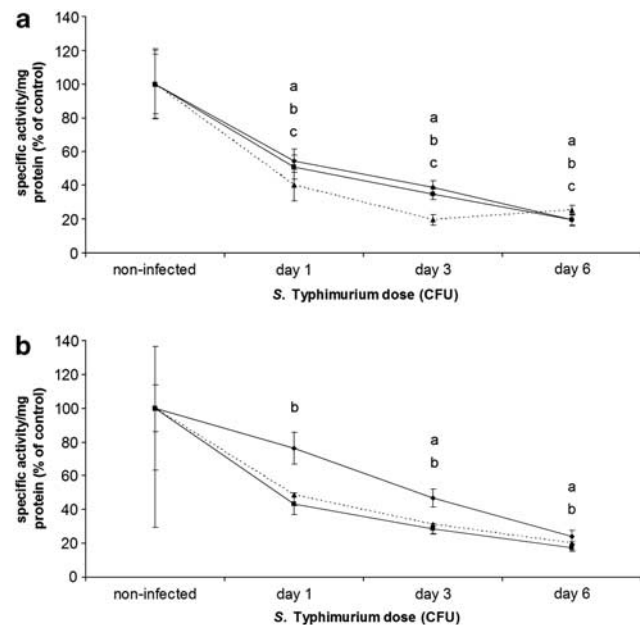 a
140
120
100
80
60
40
20
0
specific activity/mg
protein (% of control)
a
b
c
a
b
c
a
b
c
non-infected day 1 day 3 day 6
S. Typhimurium dose (CFU)
b
140
120
100
80
60
40
20
0
specific activity/mg
protein (% of control)
b
a
b
a
b
non-infected day 1 day 3 day 6
S. Typhimurium dose (CFU)